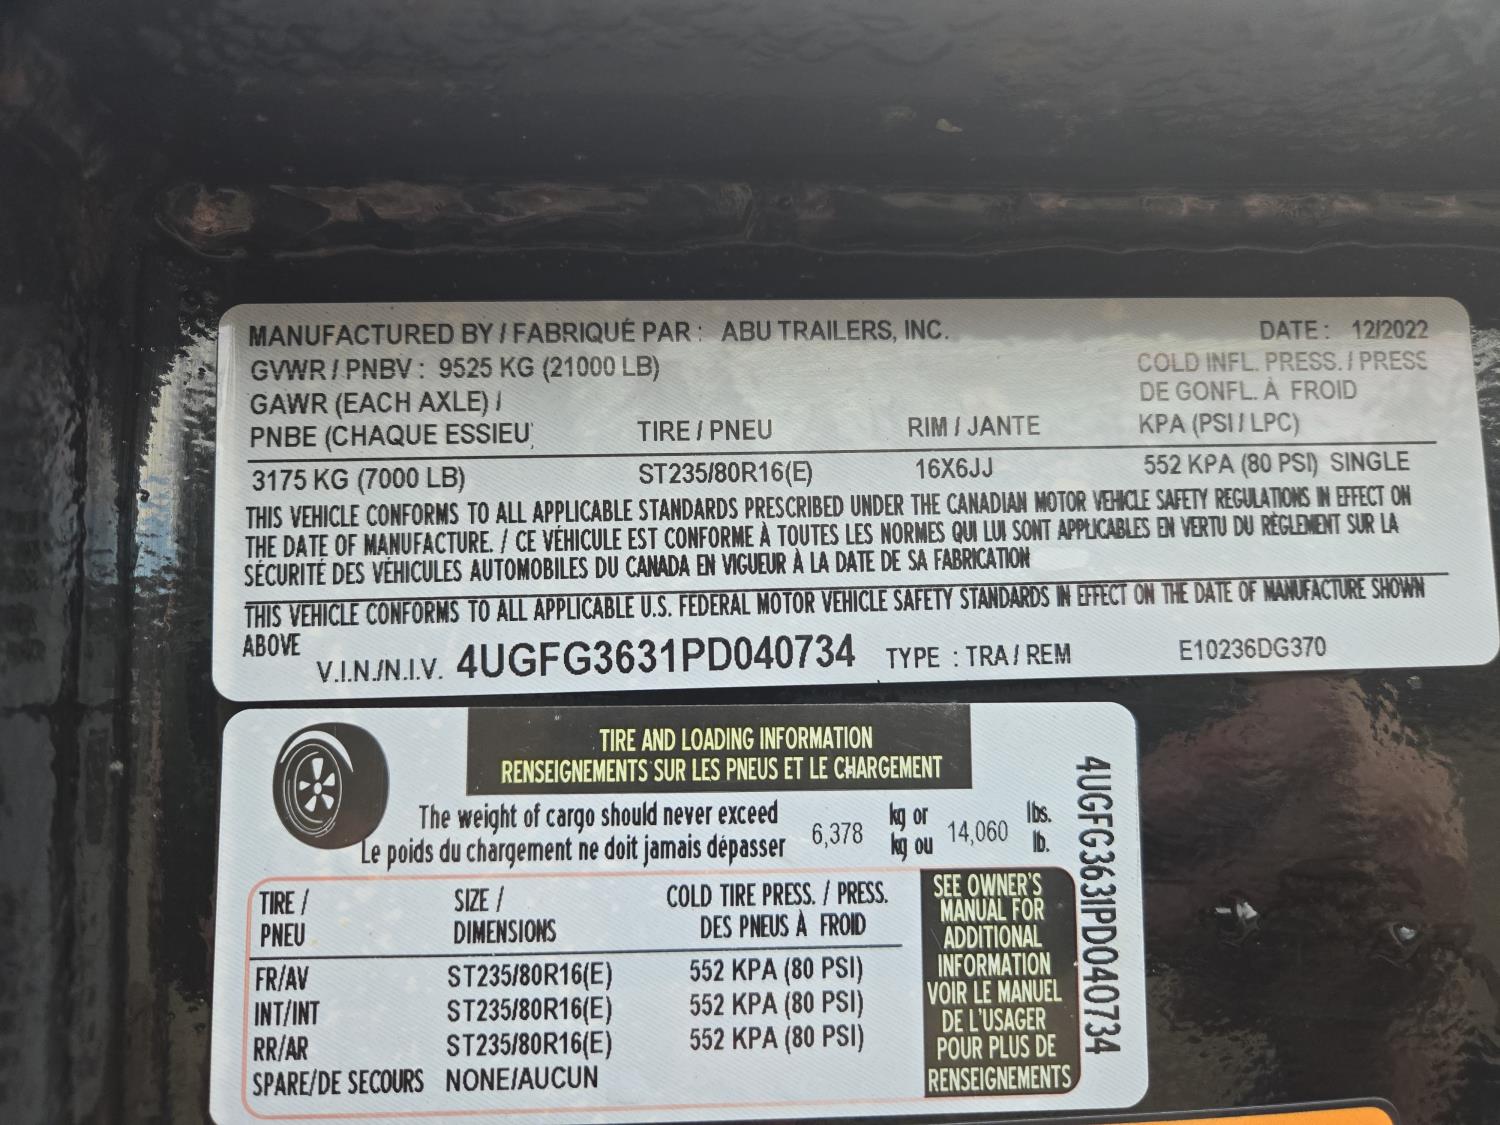 MANUFACTURED BY / FABRIQUÉ PAR : ABU TRAILERS, INC. DATE : 12/2022
GVWR / PNBV : 9525 KG (21000 LB) COLD INFL. PRESS. / PRESS
GAWR (EACH AXLE) / DE GONFL. À FROID
PNBE (CHAQUE ESSIEU) TIRE / PNEU RIM / JANTE KPA (PSI / LPC)
3175 KG (7000 LB) ST235/80R16(E) 16X6JJ 552 KPA (80 PSI) SINGLE
THIS VEHICLE CONFORMS TO ALL APPLICABLE STANDARDS PRESCRIBED UNDER THE CANADIAN MOTOR VEHICLE SAFETY REGULATIONS IN EFFECT ON
THE DATE OF MANUFACTURE. / CE VÉHICULE EST CONFORME À TOUTES LES NORMES QUI LUI SONT APPLICABLES EN VERTU DU RÈGLEMENT SUR LA
SÉCURITÉ DES VÉHICULES AUTOMOBILES DU CANADA EN VIGUEUR À LA DATE DE SA FABRICATION
THIS VEHICLE CONFORMS TO ALL APPLICABLE U.S. FEDERAL MOTOR VEHICLE SAFETY STANDARDS IN EFFECT ON THE DATE OF MANUFACTURE SHOWN
ABOVE
V.I.N./N.I.V. 4UGFG3631PD040734 TYPE : TRA / REM E10236DG370
TIRE AND LOADING INFORMATION
RENSEIGNEMENTS SUR LES PNEUS ET LE CHARGEMENT
The weight of cargo should never exceed 6,378 kg or 14,060 lbs.
Le poids du chargement ne doit jamais dépasser kg ou lb.
TIRE / SIZE / COLD TIRE PRESS. / PRESS.
PNEU DIMENSIONS DES PNEUS À FROID
FR/AV ST235/80R16(E) 552 KPA (80 PSI)
INT/INT ST235/80R16(E) 552 KPA (80 PSI)
RR/AR ST235/80R16(E) 552 KPA (80 PSI)
SPARE/DE SECOURS NONE/AUCUN
SEE OWNER'S
MANUAL FOR
ADDITIONAL
INFORMATION
VOIR LE MANUEL
DE L'USAGER
POUR PLUS DE
RENSEIGNEMENTS
4UGFG3631PD040734